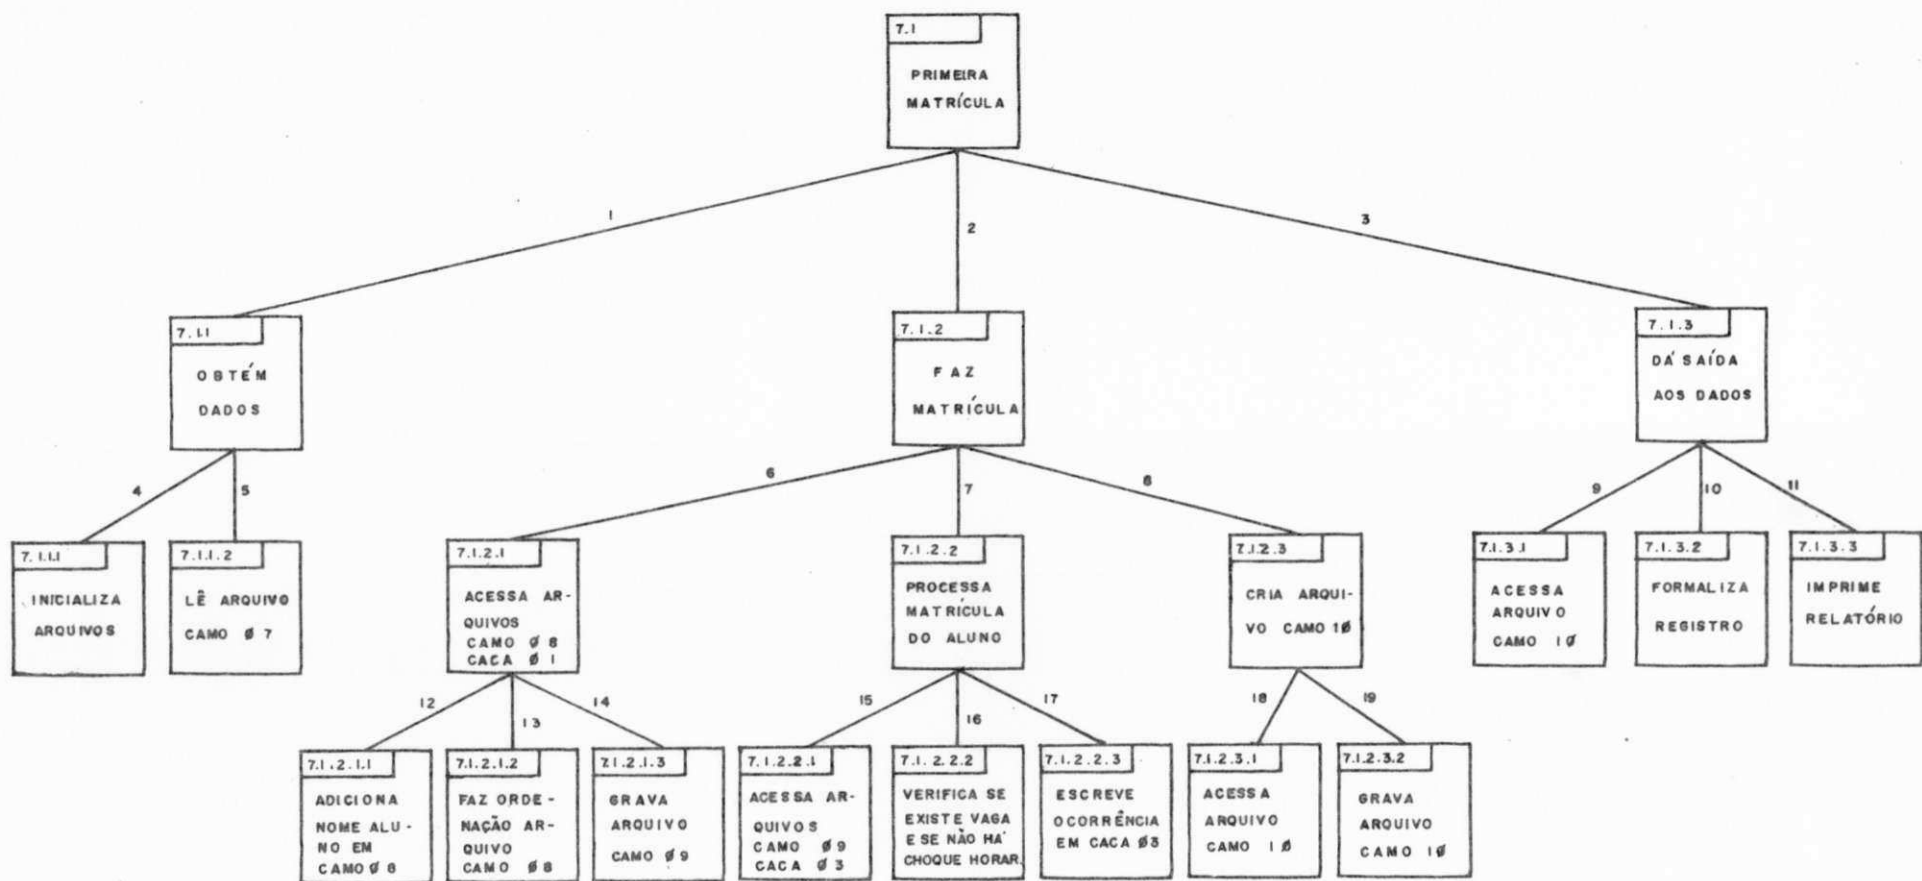 7.1
PRIMEIRA
MATRÍCULA
1
2
3
7.1.1
OBTÉM
DADOS
7.1.2
FAZ
MATRÍCULA
7.1.3
DÁ SAÍDA
AOS DADOS
4
5
6
7
8
9
10
11
7.1.1.1
INICIALIZA
ARQUIVOS
7.1.1.2
LÊ ARQUIVO
CAMO Ø 7
7.1.2.1
ACESSA AR-
QUIVOS
CAMO Ø 8
CACA Ø 1
7.1.2.2
PROCESSA
MATRÍCULA
DO ALUNO
7.1.2.3
CRIA ARQUI-
VO CAMO 1Ø
7.1.3.1
ACESSA
ARQUIVO
CAMO 1Ø
7.1.3.2
FORMALIZA
REGISTRO
7.1.3.3
IMPRIME
RELATÓRIO
12
13
14
15
16
17
18
19
7.1.2.1.1
ADICIONA
NOME ALU-
NO EM
CAMO Ø 8
7.1.2.1.2
FAZ ORDE-
NAÇÃO AR-
QUIVO
CAMO Ø 8
7.1.2.1.3
GRAVA
ARQUIVO
CAMO Ø 9
7.1.2.2.1
ACESSA AR-
QUIVOS
CAMO Ø 9
CACA Ø 3
7.1.2.2.2
VERIFICA SE
EXISTE VAGA
E SE NÃO HÁ
CHOQUE HORAR.
7.1.2.2.3
ESCREVE
OCORRÊNCIA
EM CACA Ø3
7.1.2.3.1
ACESSA
ARQUIVO
CAMO 1 Ø
7.1.2.3.2
GRAVA
ARQUIVO
CAMO 1Ø